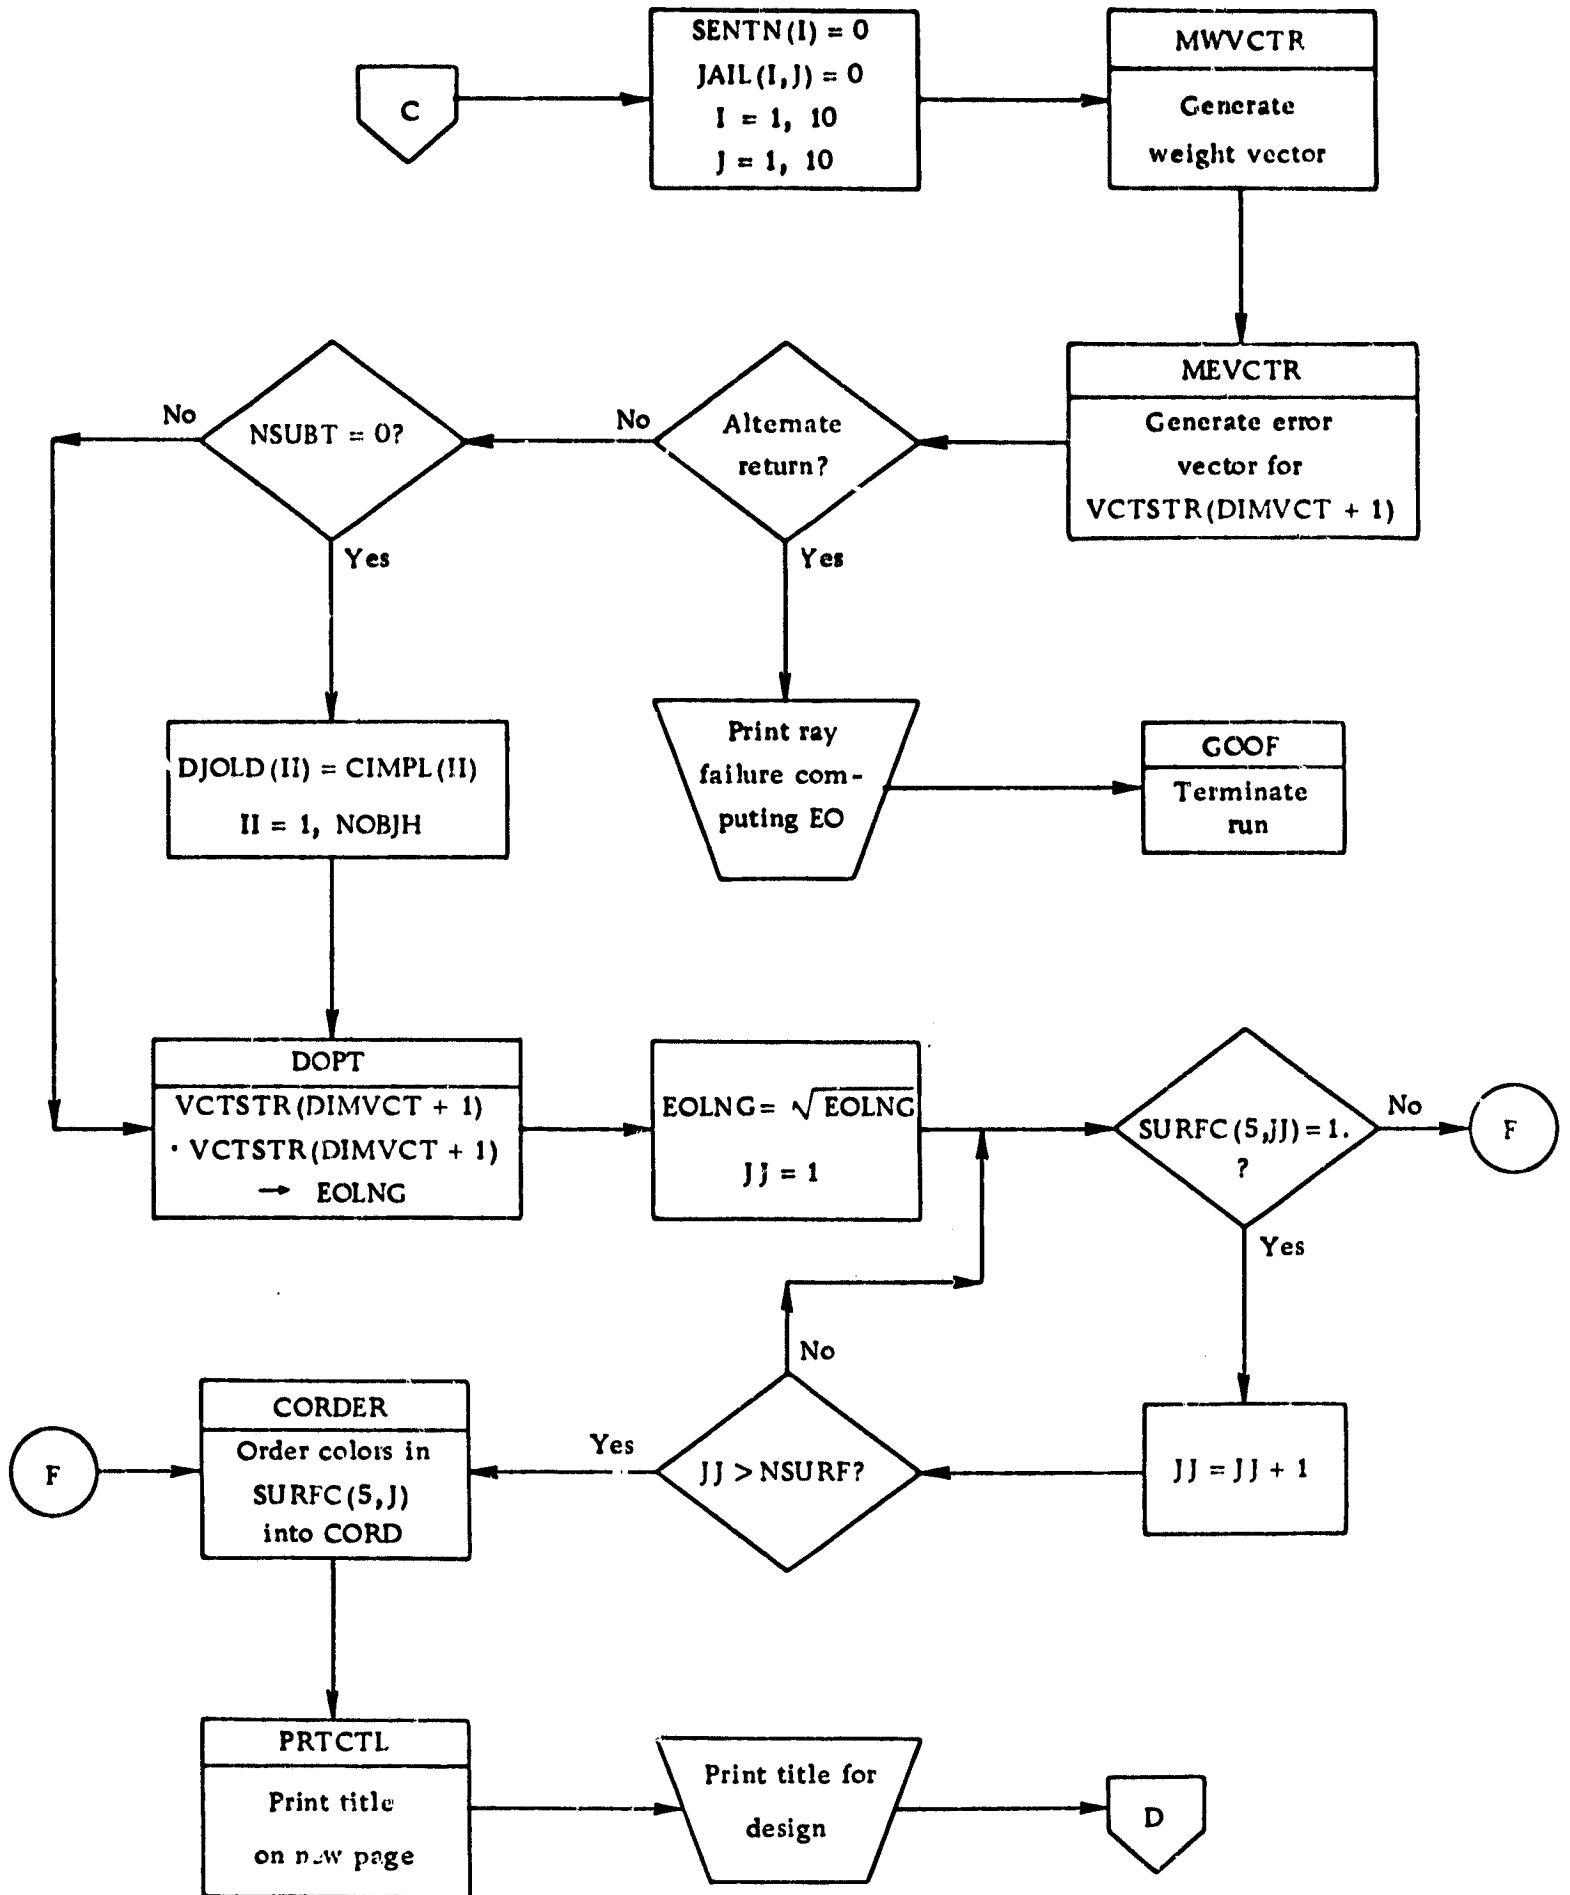 C
SENTN(I) = 0
JAIL(I,J) = 0
I = 1, 10
J = 1, 10
MWVCTR
Generate
weight vector
MEVCTR
Generate error
vector for
VCTSTR(DIMVCT + 1)
Alternate
return?
No
Yes
NSUBT = 0?
No
Yes
DJOLD(II) = CIMPL(II)
II = 1, NOBJH
Print ray
failure com-
puting EO
GOOF
Terminate
run
DOPT
VCTSTR(DIMVCT + 1)
· VCTSTR(DIMVCT + 1)
→ EOLNG
EOLNG = √EOLNG
JJ = 1
SURFC(5,JJ) = 1.
?
No
F
Yes
JJ = JJ + 1
JJ > NSURF?
No
Yes
F
CORDER
Order colors in
SURFC(5,J)
into CORD
PRTCTL
Print title
on new page
Print title for
design
D